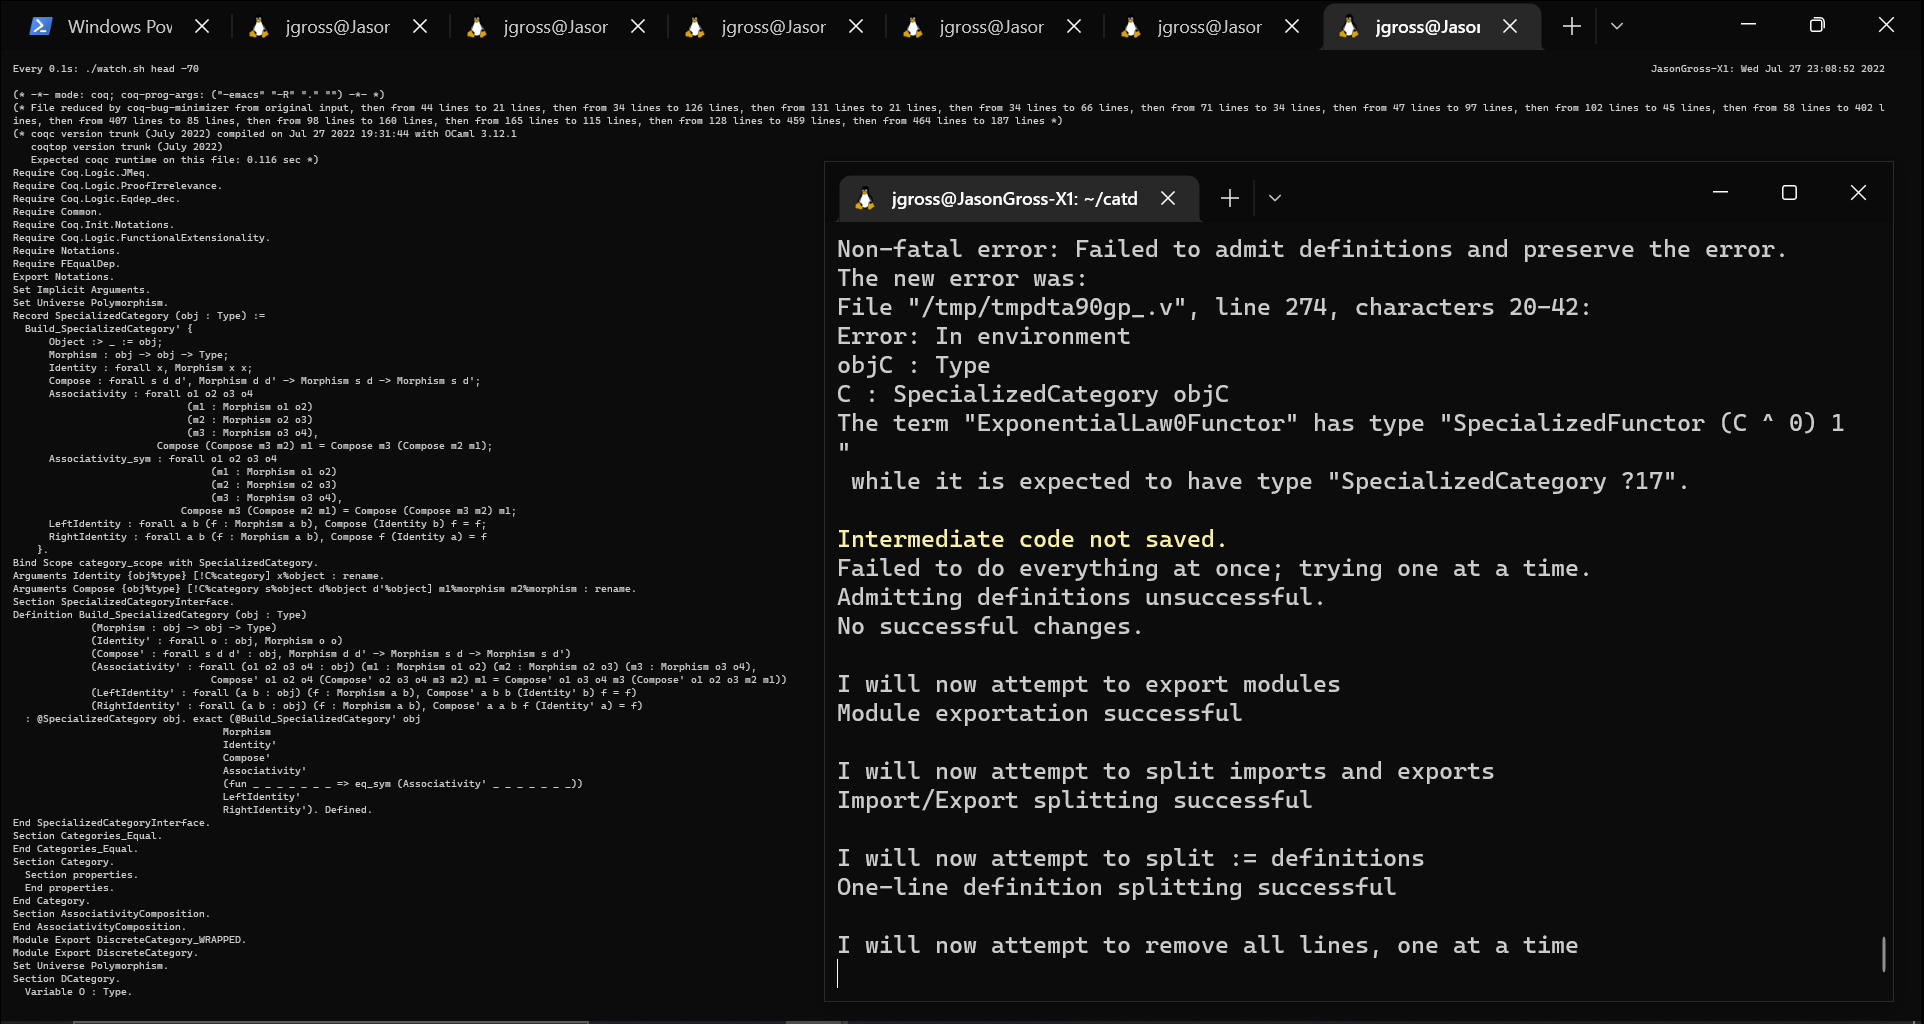 Windows Pov
jgross@Jasor
jgross@Jasor
jgross@Jasor
jgross@Jasor
jgross@Jasor
jgross@Jasor
Every 0.1s: ./watch.sh head -70
JasonGross-X1: Wed Jul 27 23:08:52 2022
(* -*- mode: coq; coq-prog-args: ("-emacs" "-R" "." "") -*- *)
(* File reduced by coq-bug-minimizer from original input, then from 44 lines to 21 lines, then from 34 lines to 126 lines, then from 131 lines to 21 lines, then from 34 lines to 66 lines, then from 71 lines to 34 lines, then from 47 lines to 97 lines, then from 102 lines to 45 lines, then from 58 lines to 402 l
ines, then from 407 lines to 85 lines, then from 98 lines to 160 lines, then from 165 lines to 115 lines, then from 128 lines to 459 lines, then from 464 lines to 187 lines *)
(* coqc version trunk (July 2022) compiled on Jul 27 2022 19:31:44 with OCaml 3.12.1
   coqtop version trunk (July 2022)
   Expected coqc runtime on this file: 0.116 sec *)
Require Coq.Logic.JMeq.
Require Coq.Logic.ProofIrrelevance.
Require Coq.Logic.Eqdep_dec.
Require Common.
Require Coq.Init.Notations.
Require Coq.Logic.FunctionalExtensionality.
Require Notations.
Require FEqualDep.
Export Notations.
Set Implicit Arguments.
Set Universe Polymorphism.
Record SpecializedCategory (obj : Type) :=
  Build_SpecializedCategory' {
      Object :> _ := obj;
      Morphism : obj -> obj -> Type;
      Identity : forall x, Morphism x x;
      Compose : forall s d d', Morphism d d' -> Morphism s d -> Morphism s d';
      Associativity : forall o1 o2 o3 o4
                             (m1 : Morphism o1 o2)
                             (m2 : Morphism o2 o3)
                             (m3 : Morphism o3 o4),
                        Compose (Compose m3 m2) m1 = Compose m3 (Compose m2 m1);
      Associativity_sym : forall o1 o2 o3 o4
                                 (m1 : Morphism o1 o2)
                                 (m2 : Morphism o2 o3)
                                 (m3 : Morphism o3 o4),
                            Compose m3 (Compose m2 m1) = Compose (Compose m3 m2) m1;
      LeftIdentity : forall a b (f : Morphism a b), Compose (Identity b) f = f;
      RightIdentity : forall a b (f : Morphism a b), Compose f (Identity a) = f
    }.
Bind Scope category_scope with SpecializedCategory.
Arguments Identity {obj%type} [!C%category] x%object : rename.
Arguments Compose {obj%type} [!C%category s%object d%object d'%object] m1%morphism m2%morphism : rename.
Section SpecializedCategoryInterface.
Definition Build_SpecializedCategory (obj : Type)
             (Morphism : obj -> obj -> Type)
             (Identity' : forall o : obj, Morphism o o)
             (Compose' : forall s d d' : obj, Morphism d d' -> Morphism s d -> Morphism s d')
             (Associativity' : forall (o1 o2 o3 o4 : obj) (m1 : Morphism o1 o2) (m2 : Morphism o2 o3) (m3 : Morphism o3 o4),
                                 Compose' o1 o2 o4 (Compose' o2 o3 o4 m3 m2) m1 = Compose' o1 o3 o4 m3 (Compose' o1 o2 o3 m2 m1))
             (LeftIdentity' : forall (a b : obj) (f : Morphism a b), Compose' a b b (Identity' b) f = f)
             (RightIdentity' : forall (a b : obj) (f : Morphism a b), Compose' a a b f (Identity' a) = f)
  : @SpecializedCategory obj. exact (@Build_SpecializedCategory' obj
                                   Morphism
                                   Identity'
                                   Compose'
                                   Associativity'
                                   (fun _ _ _ _ _ _ _ => eq_sym (Associativity' _ _ _ _ _ _ _))
                                   LeftIdentity'
                                   RightIdentity'). Defined.
End SpecializedCategoryInterface.
Section Categories_Equal.
End Categories_Equal.
Section Category.
  Section properties.
  End properties.
End Category.
Section AssociativityComposition.
End AssociativityComposition.
Module Export DiscreteCategory_WRAPPED.
Module Export DiscreteCategory.
Set Universe Polymorphism.
Section DCategory.
  Variable O : Type.
jgross@JasonGross-X1: ~/catd
Non-fatal error: Failed to admit definitions and preserve the error.
The new error was:
File "/tmp/tmpdta90gp_.v", line 274, characters 20-42:
Error: In environment
objC : Type
C : SpecializedCategory objC
The term "ExponentialLaw0Functor" has type "SpecializedFunctor (C ^ 0) 1
"
 while it is expected to have type "SpecializedCategory ?17".
Intermediate code not saved.
Failed to do everything at once; trying one at a time.
Admitting definitions unsuccessful.
No successful changes.
I will now attempt to export modules
Module exportation successful
I will now attempt to split imports and exports
Import/Export splitting successful
I will now attempt to split := definitions
One-line definition splitting successful
I will now attempt to remove all lines, one at a time